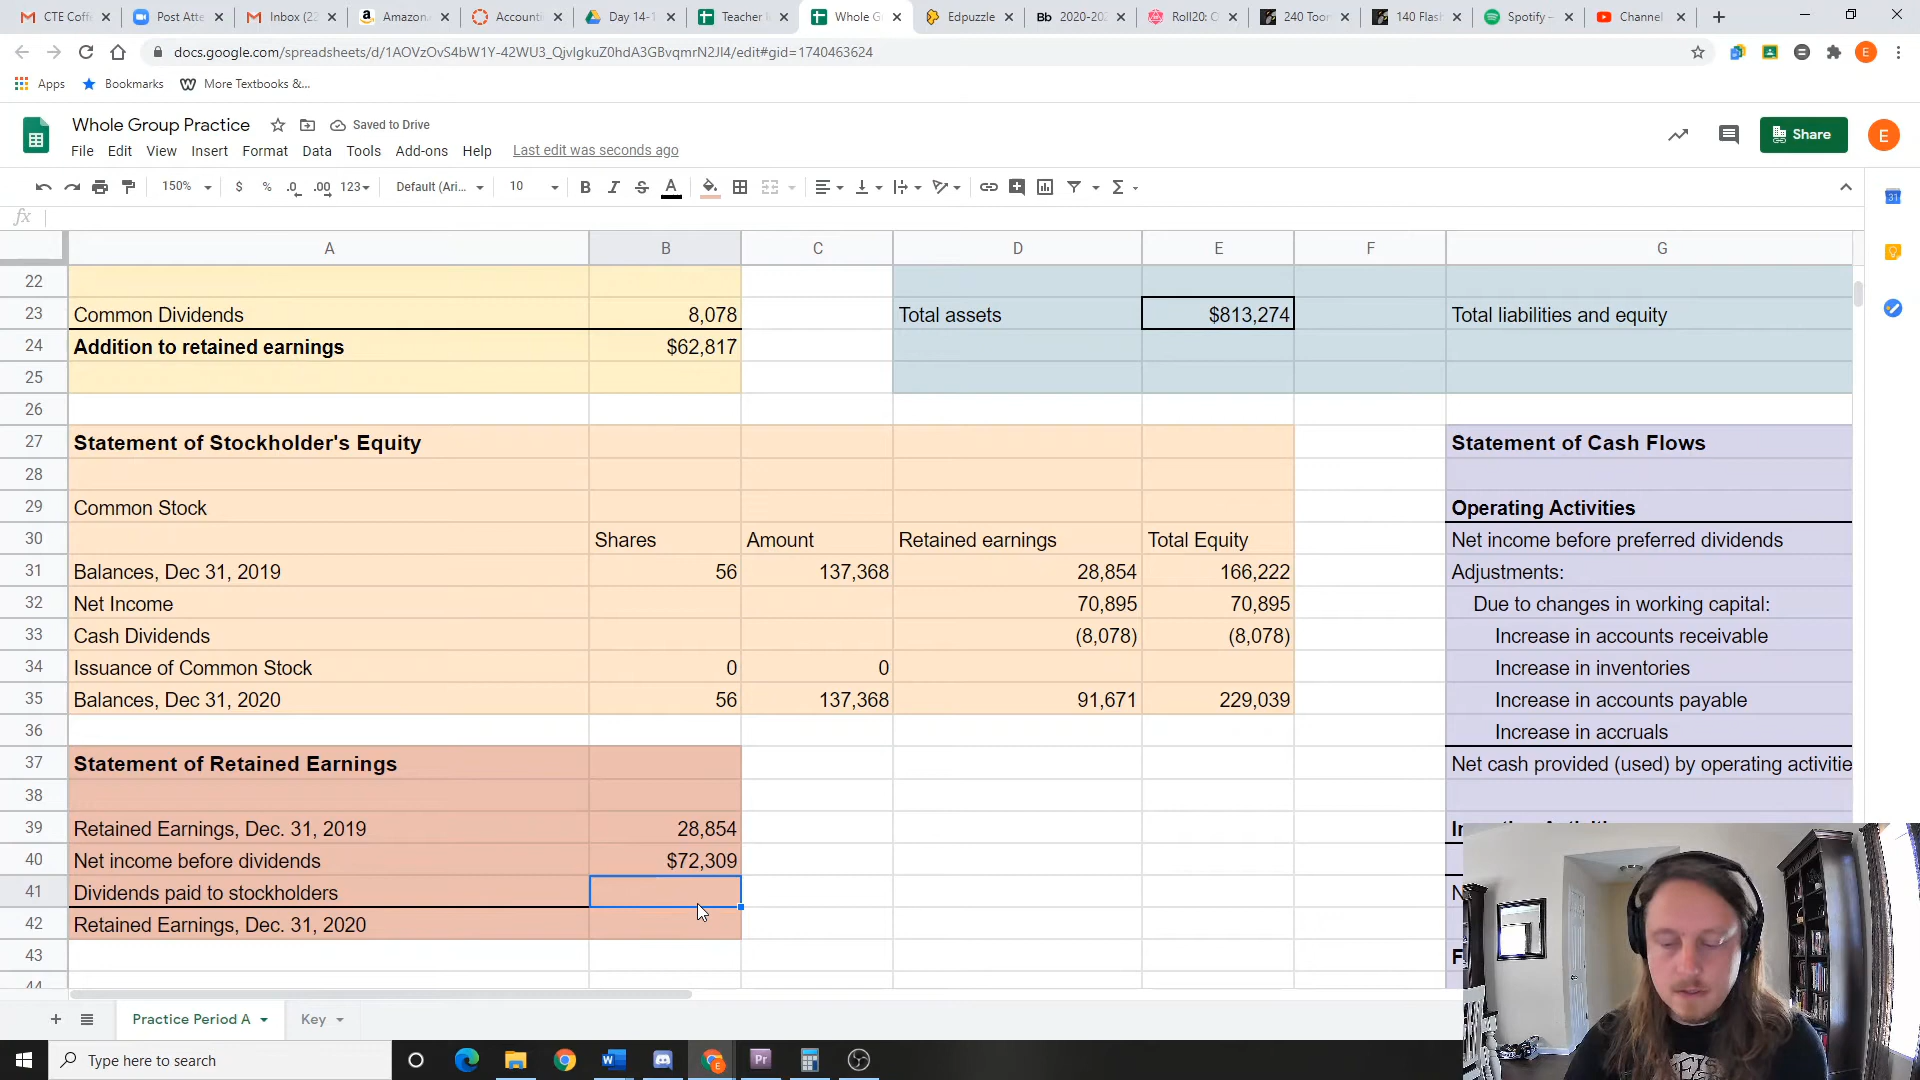 CTE Coff
Post Atte
Inbox (22
Amazon.
Accounti
Day 14-1
Teacher
Whole G
Edpuzzle
Bb 2020-202
Roll20: O
240 Toon
140 Flash
Spotify –
Channel
docs.google.com/spreadsheets/d/1AOVzOvS4bW1Y-42WU3_QjvIgkuZ0hdA3GBvqmrN2JI4/edit#gid=1740463624
E
Apps Bookmarks More Textbooks &...
Whole Group Practice Saved to Drive
Share E
File Edit View Insert Format Data Tools Add-ons Help Last edit was seconds ago
150% $ % .0 .00 123 Default (Ari... 10 B I S A
31
fx
A B C D E F G
22
23 Common Dividends 8,078 Total assets $813,274 Total liabilities and equity
24 Addition to retained earnings $62,817
25
26
27 Statement of Stockholder's Equity Statement of Cash Flows
28
29 Common Stock Operating Activities
30 Shares Amount Retained earnings Total Equity Net income before preferred dividends
31 Balances, Dec 31, 2019 56 137,368 28,854 166,222 Adjustments:
32 Net Income 70,895 70,895 Due to changes in working capital:
33 Cash Dividends (8,078) (8,078) Increase in accounts receivable
34 Issuance of Common Stock 0 0 Increase in inventories
35 Balances, Dec 31, 2020 56 137,368 91,671 229,039 Increase in accounts payable
36 Increase in accruals
37 Statement of Retained Earnings Net cash provided (used) by operating activitie
38
39 Retained Earnings, Dec. 31, 2019 28,854
40 Net income before dividends $72,309
41 Dividends paid to stockholders N
42 Retained Earnings, Dec. 31, 2020
43 F
44
Practice Period A Key
Type here to search
W Pr